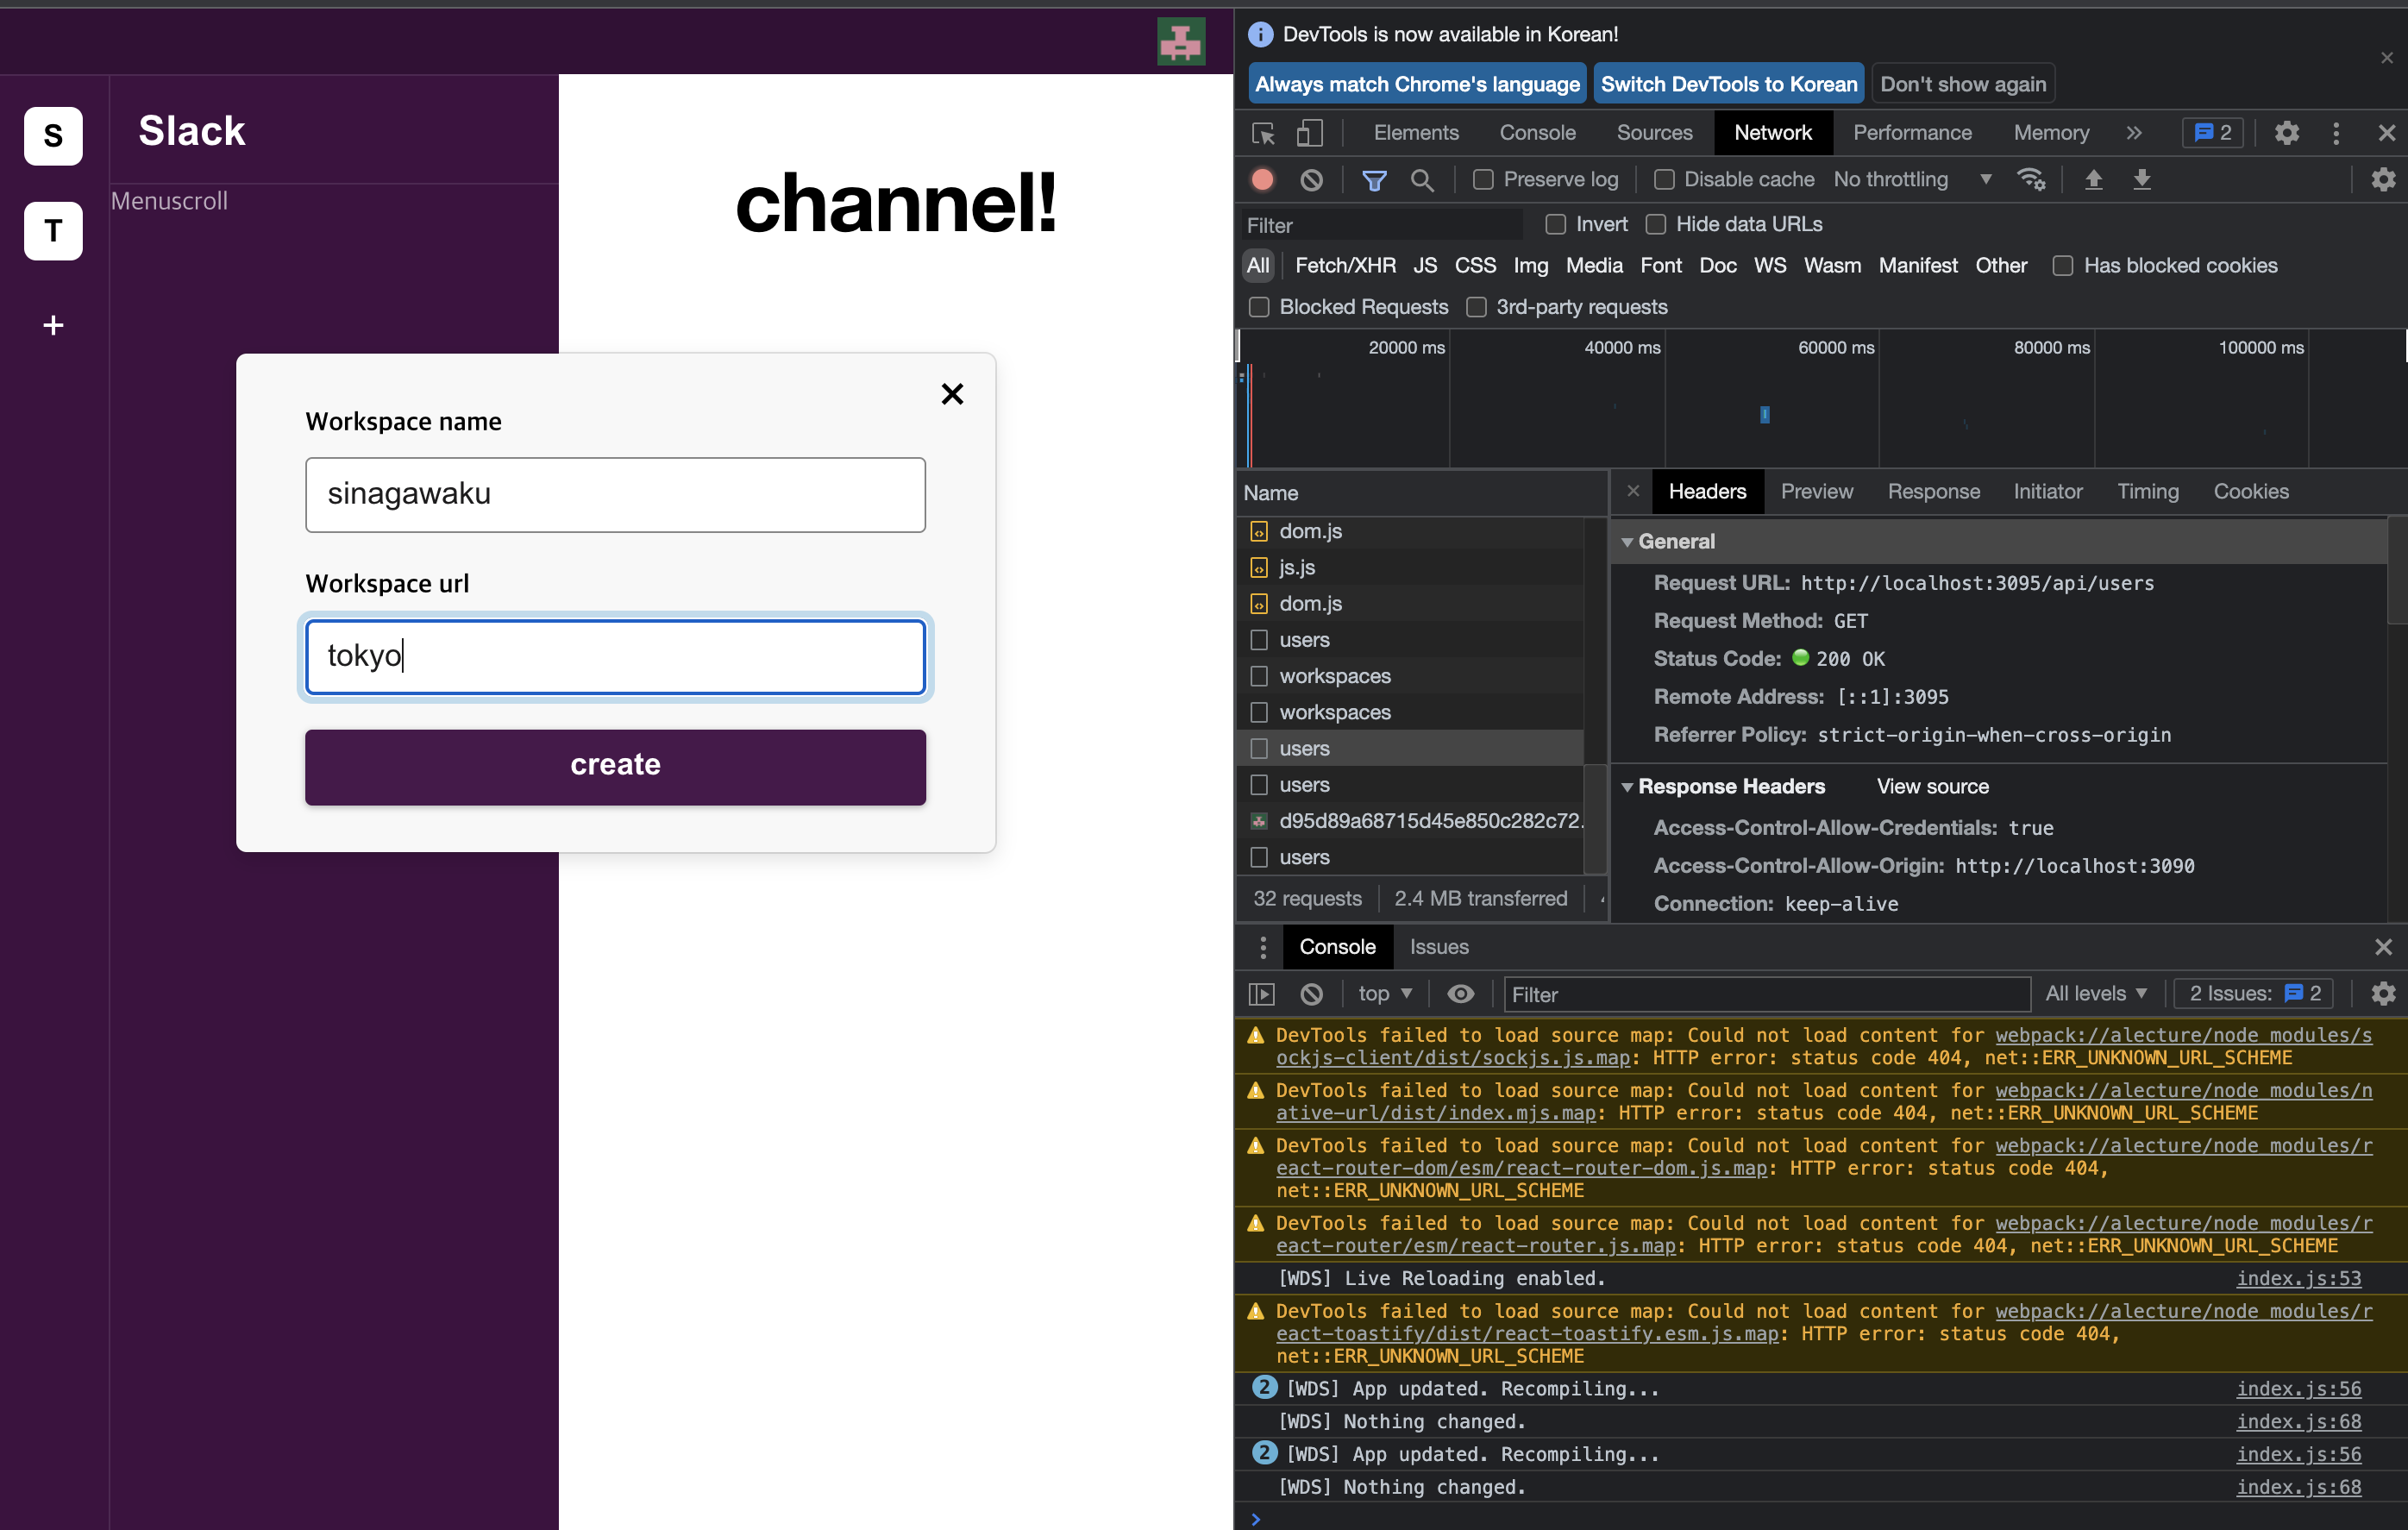 S
T
+
Slack
Menuscroll
channel!
Workspace name
sinagawaku
Workspace url
tokyo
create
DevTools is now available in Korean!
Always match Chrome's language Switch DevTools to Korean Don't show again
Elements Console Sources Network Performance Memory 2
Preserve log Disable cache No throttling
Filter Invert Hide data URLs
All Fetch/XHR JS CSS Img Media Font Doc WS Wasm Manifest Other Has blocked cookies
Blocked Requests 3rd-party requests
20000 ms 40000 ms 60000 ms 80000 ms 100000 ms
Name
dom.js
js.js
dom.js
users
workspaces
workspaces
users
users
d95d89a68715d45e850c282c72.
users
32 requests 2.4 MB transferred
Headers Preview Response Initiator Timing Cookies
General
Request URL: http://localhost:3095/api/users
Request Method: GET
Status Code: 200 OK
Remote Address: [::1]:3095
Referrer Policy: strict-origin-when-cross-origin
Response Headers View source
Access-Control-Allow-Credentials: true
Access-Control-Allow-Origin: http://localhost:3090
Connection: keep-alive
Console Issues
top Filter All levels 2 Issues: 2
DevTools failed to load source map: Could not load content for webpack://alecture/node_modules/s
ockjs-client/dist/sockjs.js.map: HTTP error: status code 404, net::ERR_UNKNOWN_URL_SCHEME
DevTools failed to load source map: Could not load content for webpack://alecture/node_modules/n
ative-url/dist/index.mjs.map: HTTP error: status code 404, net::ERR_UNKNOWN_URL_SCHEME
DevTools failed to load source map: Could not load content for webpack://alecture/node_modules/r
eact-router-dom/esm/react-router-dom.js.map: HTTP error: status code 404,
net::ERR_UNKNOWN_URL_SCHEME
DevTools failed to load source map: Could not load content for webpack://alecture/node_modules/r
eact-router/esm/react-router.js.map: HTTP error: status code 404, net::ERR_UNKNOWN_URL_SCHEME
[WDS] Live Reloading enabled. index.js:53
DevTools failed to load source map: Could not load content for webpack://alecture/node_modules/r
eact-toastify/dist/react-toastify.esm.js.map: HTTP error: status code 404,
net::ERR_UNKNOWN_URL_SCHEME
2 [WDS] App updated. Recompiling... index.js:56
[WDS] Nothing changed. index.js:68
2 [WDS] App updated. Recompiling... index.js:56
[WDS] Nothing changed. index.js:68